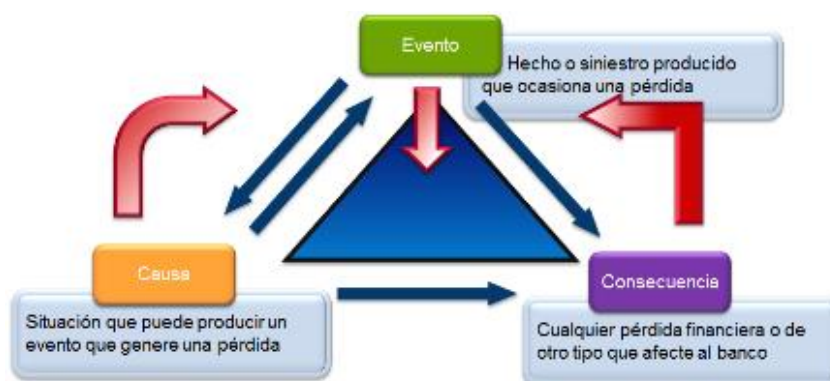 Evento
Hecho o siniestro producido
que ocasiona una pérdida
Causa
Situación que puede producir un
evento que genere una pérdida
Consecuencia
Cualquier pérdida financiera o de
otro tipo que afecte al banco